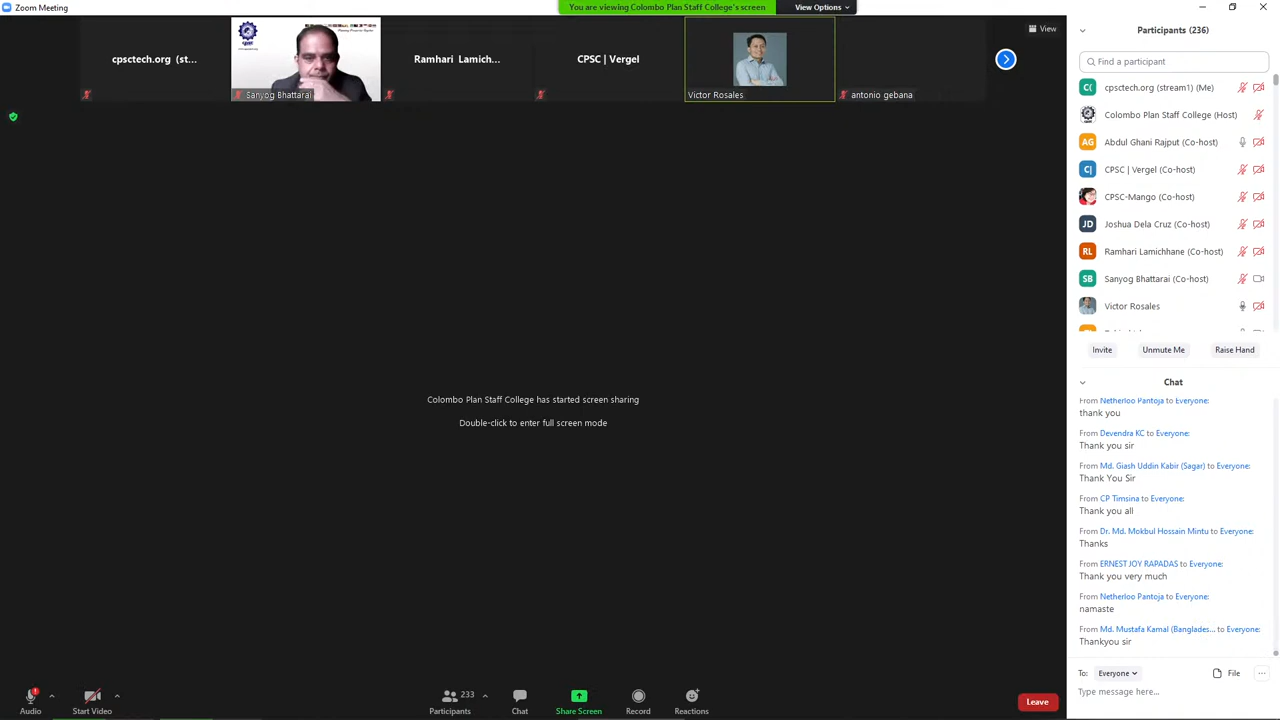 Zoom Meeting
You are viewing Colombo Plan Staff College's screen
View Options
View
cpsctech.org (st...
Sanyog Bhattarai
Ramhari Lamichh...
CPSC | Vergel
Victor Rosales
antonio gebana
Colombo Plan Staff College has started screen sharing
Double-click to enter full screen mode
Participants (236)
Find a participant
C( cpsctech.org (stream1) (Me)
Colombo Plan Staff College (Host)
AG Abdul Ghani Rajput (Co-host)
C| CPSC | Vergel (Co-host)
CPSC-Mango (Co-host)
JD Joshua Dela Cruz (Co-host)
RL Ramhari Lamichhane (Co-host)
SB Sanyog Bhattarai (Co-host)
Victor Rosales
Invite
Unmute Me
Raise Hand
Chat
From Netherloo Pantoja to Everyone:
thank you
From Devendra KC to Everyone:
Thank you sir
From Md. Giash Uddin Kabir (Sagar) to Everyone:
Thank You Sir
From CP Timsina to Everyone:
Thank you all
From Dr. Md. Mokbul Hossain Mintu to Everyone:
Thanks
From ERNEST JOY RAPADAS to Everyone:
Thank you very much
From Netherloo Pantoja to Everyone:
namaste
From Md. Mustafa Kamal (Banglades... to Everyone:
Thankyou sir
To: Everyone
File
Type message here...
Audio
Start Video
233
Participants
Chat
Share Screen
Record
Reactions
Leave